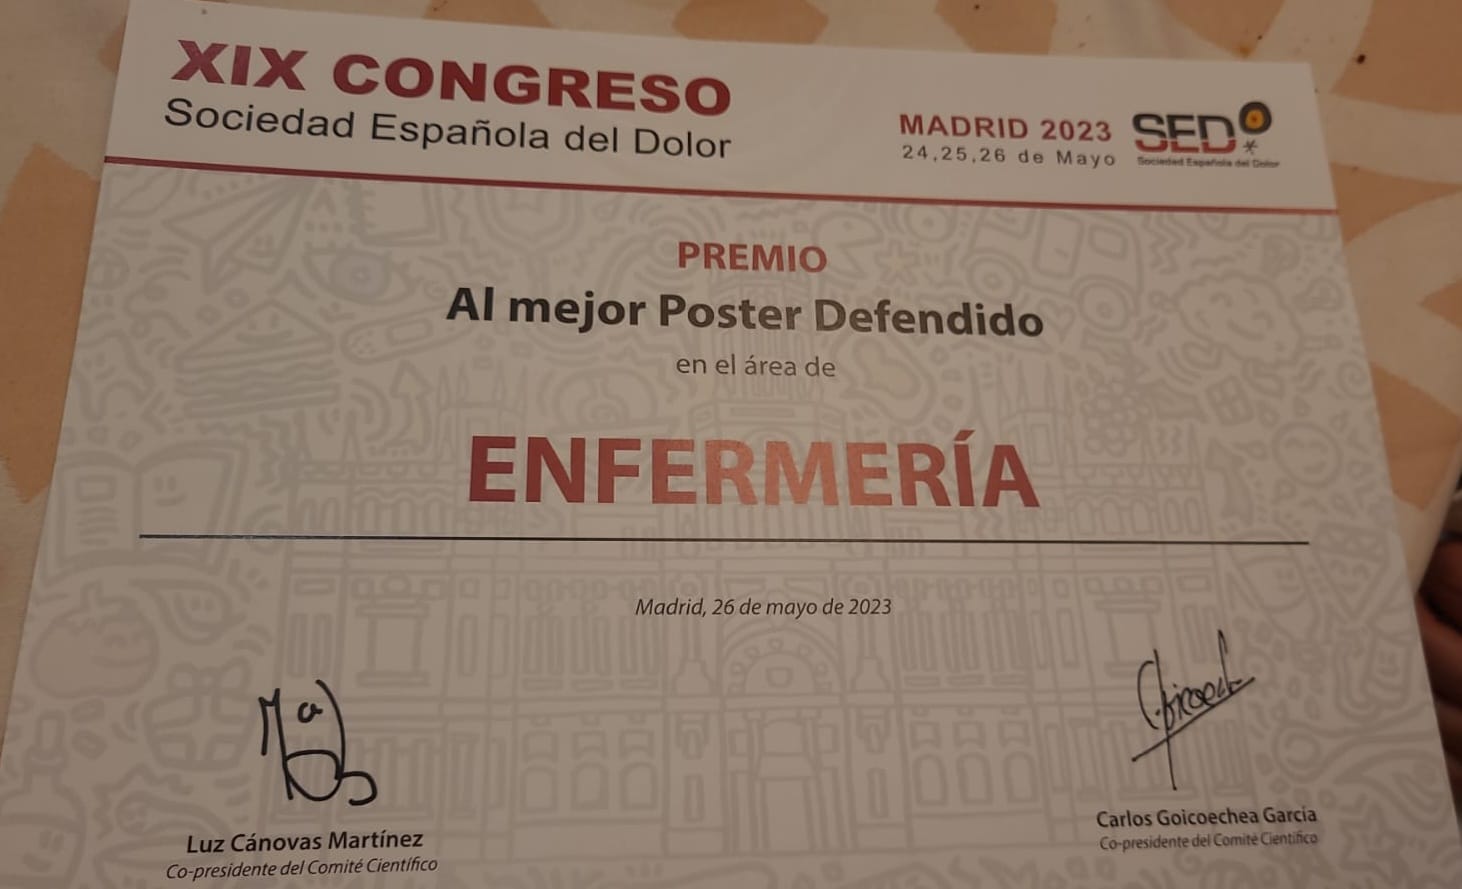 XIX CONGRESO
Sociedad Española del Dolor
MADRID 2023
24,25,26 de Mayo
SED
Sociedad Española del Dolor
PREMIO
Al mejor Poster Defendido
en el área de
ENFERMERÍA
Madrid, 26 de mayo de 2023
Luz Cánovas Martínez
Co-presidente del Comité Científico
Carlos Goicoechea García
Co-presidente del Comité Científico